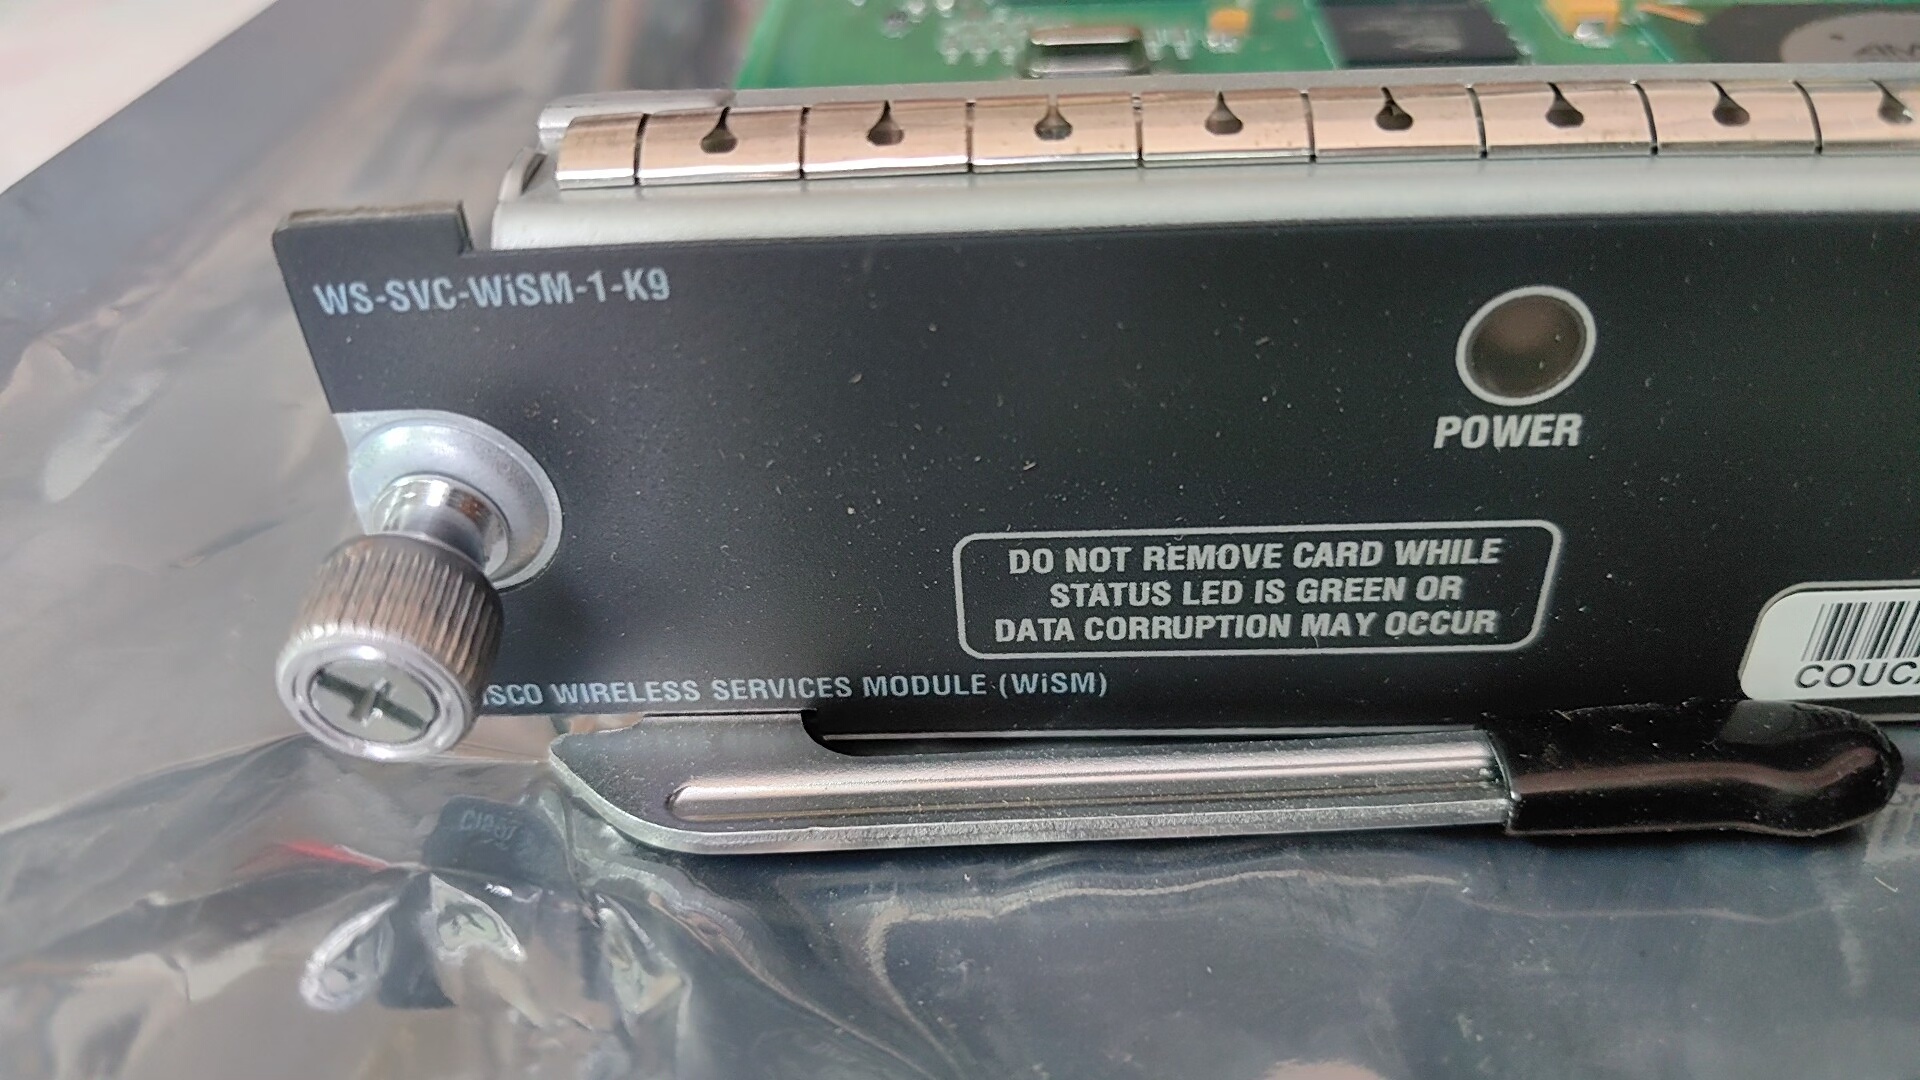 WS-SVC-WiSM-1-K9
POWER
DO NOT REMOVE CARD WHILE
STATUS LED IS GREEN OR
DATA CORRUPTION MAY OCCUR
WIRELESS SERVICES MODULE (WiSM)